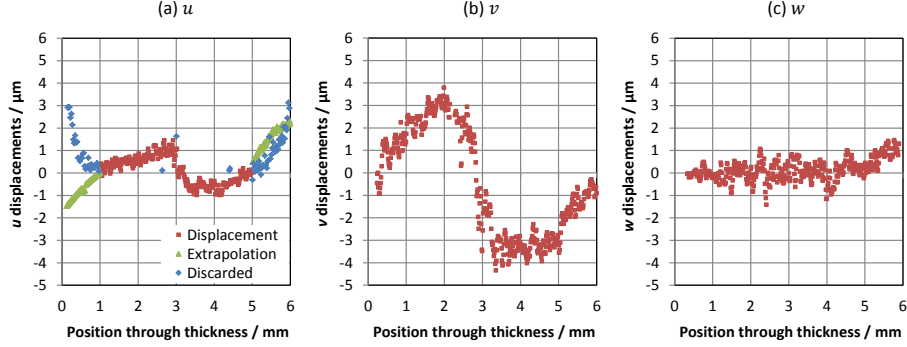 (a) u
(b) v
(c) w
u displacements / µm
6
5
4
3
2
1
0
-1
-2
-3
-4
-5
Displacement
Extrapolation
Discarded
0 1 2 3 4 5 6
Position through thickness / mm
v displacements / µm
6
5
4
3
2
1
0
-1
-2
-3
-4
-5
0 1 2 3 4 5 6
Position through thickness / mm
w displacements / µm
6
5
4
3
2
1
0
-1
-2
-3
-4
-5
0 1 2 3 4 5 6
Position through thickness / mm